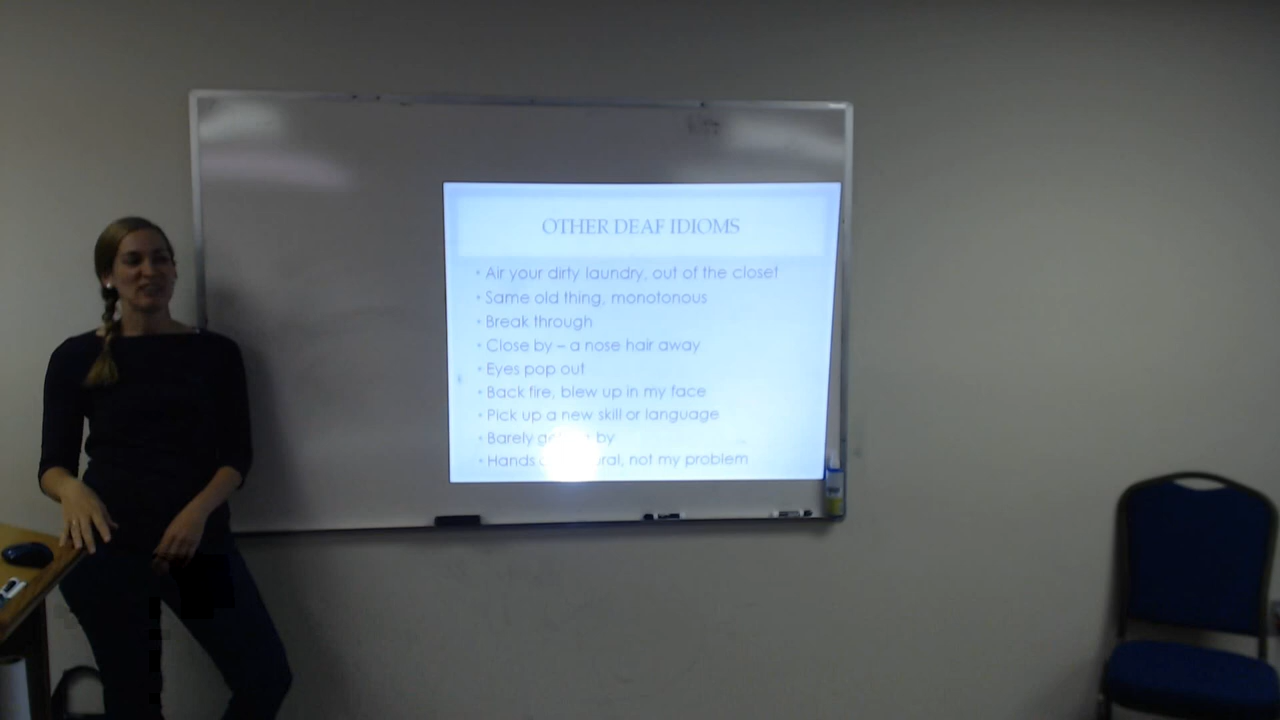 OTHER DEAF IDIOMS
• Air your dirty laundry, out of the closet
• Same old thing, monotonous
• Break through
• Close by – a nose hair away
• Eyes pop out
• Back fire, blew up in my face
• Pick up a new skill or language
• Barely by
• Hands not my problem